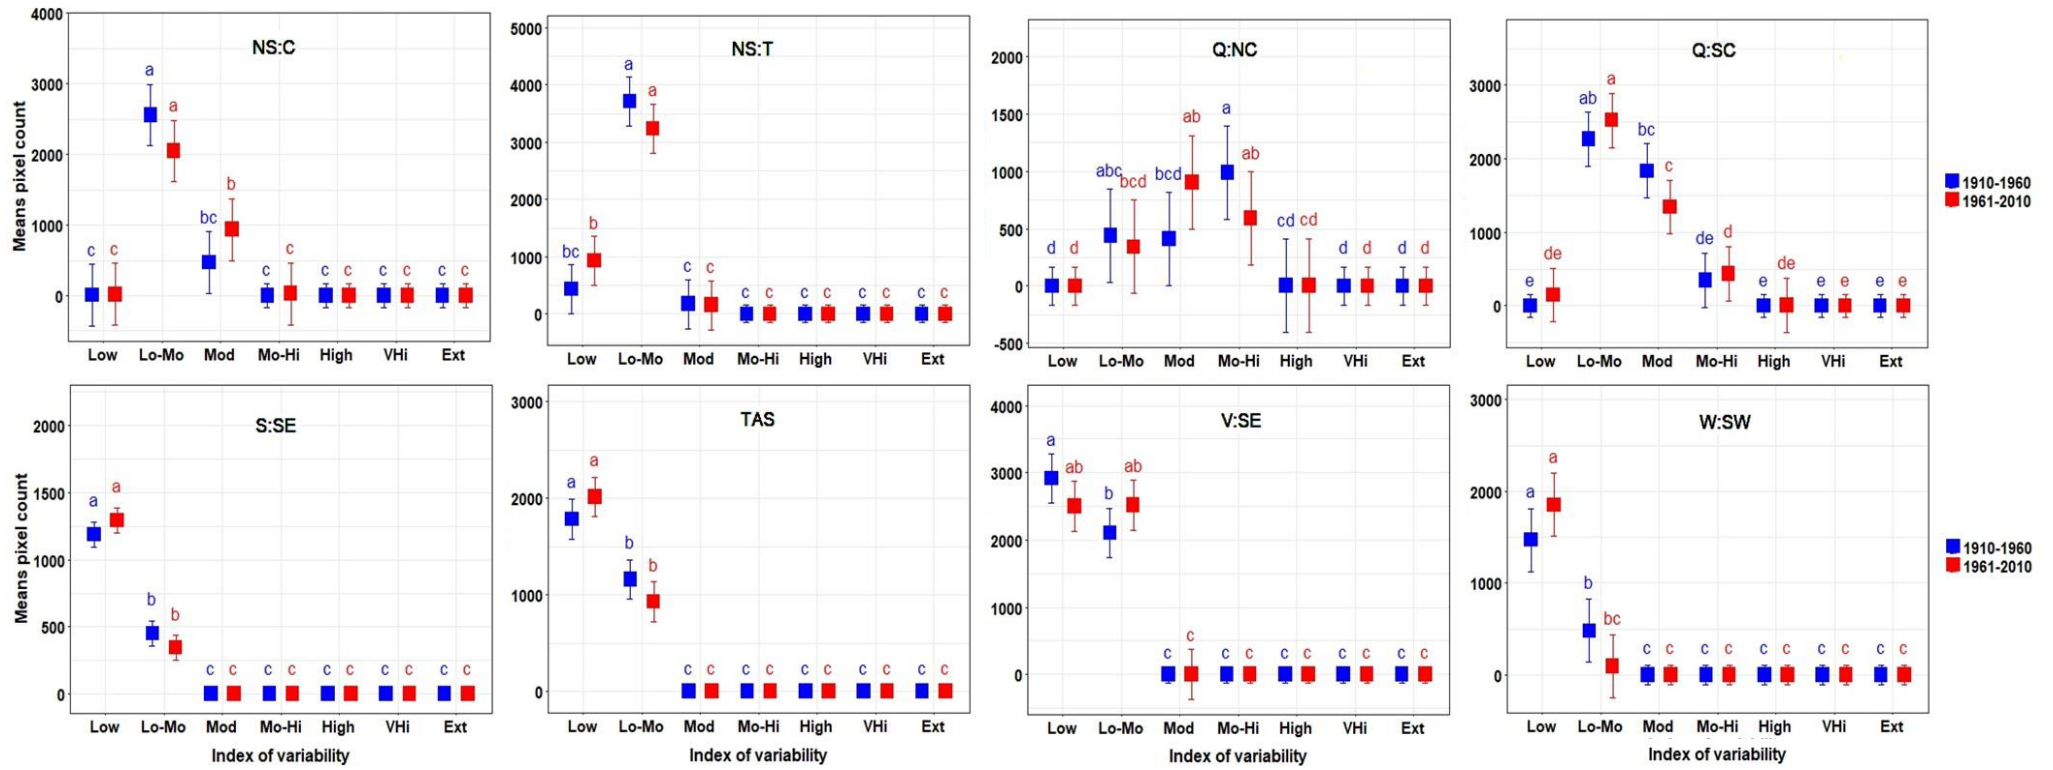 NS:C
Means pixel count
4000
3000
2000
1000
0
a
a
bc
b
c c c c c c c c c c
Low Lo-Mo Mod Mo-Hi High VHi Ext
NS:T
5000
4000
3000
2000
1000
0
a
a
bc
b
c c c c c c c c c c
Low Lo-Mo Mod Mo-Hi High VHi Ext
Q:NC
2000
1500
1000
500
0
-500
a
ab
ab
abc bcd bcd
cd cd
d d d d d d
Low Lo-Mo Mod Mo-Hi High VHi Ext
Q:SC
3000
2000
1000
0
ab a
bc
c
de
de d
e e de e e e e
Low Lo-Mo Mod Mo-Hi High VHi Ext
1910-1960
1961-2010
S:SE
Means pixel count
2000
1500
1000
500
0
a a
b b
c c c c c c c c c c
Low Lo-Mo Mod Mo-Hi High VHi Ext
Index of variability
TAS
3000
2000
1000
0
a a
b b
c c c c c c c c c c
Low Lo-Mo Mod Mo-Hi High VHi Ext
Index of variability
V:SE
4000
3000
2000
1000
0
a ab b ab
c c c c c c c c c c
Low Lo-Mo Mod Mo-Hi High VHi Ext
Index of variability
W:SW
3000
2000
1000
0
a a
b bc
c c c c c c c c c c
Low Lo-Mo Mod Mo-Hi High VHi Ext
Index of variability
1910-1960
1961-2010